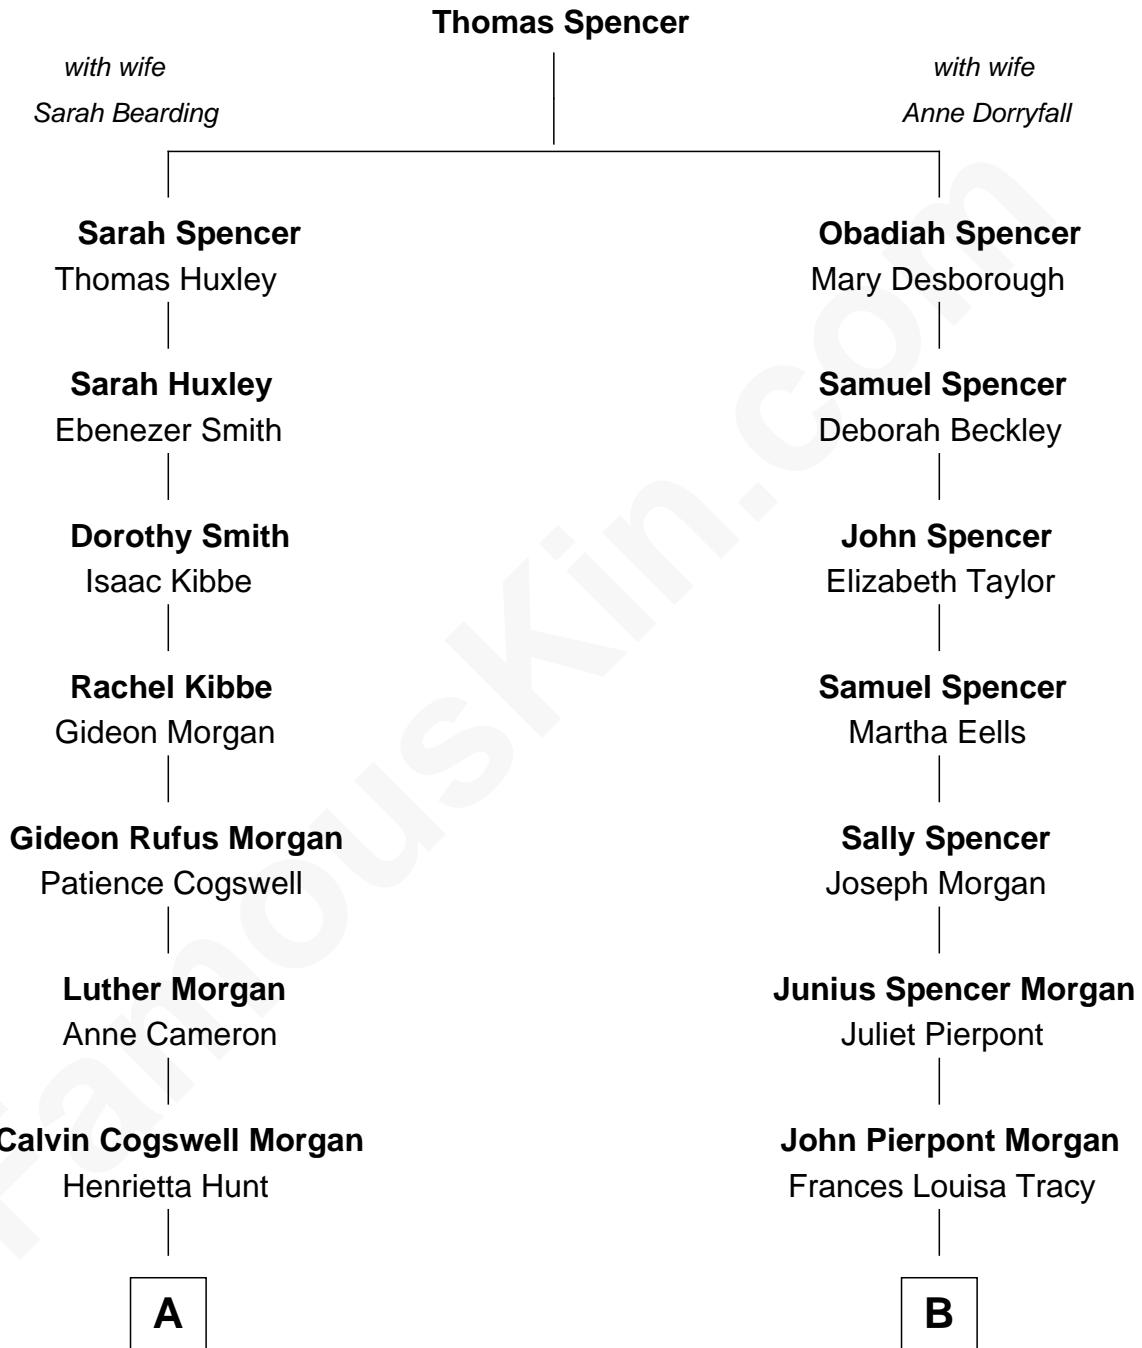 Thomas Spencer
with wife
Sarah Bearding
with wife
Anne Dorryfall
Sarah Spencer
Thomas Huxley
Obadiah Spencer
Mary Desborough
Sarah Huxley
Ebenezer Smith
Samuel Spencer
Deborah Beckley
Dorothy Smith
Isaac Kibbe
John Spencer
Elizabeth Taylor
Rachel Kibbe
Gideon Morgan
Samuel Spencer
Martha Eells
Gideon Rufus Morgan
Patience Cogswell
Sally Spencer
Joseph Morgan
Luther Morgan
Anne Cameron
Junius Spencer Morgan
Juliet Pierpont
Calvin Cogswell Morgan
Henrietta Hunt
John Pierpont Morgan
Frances Louisa Tracy
A
B
FamousKin.com